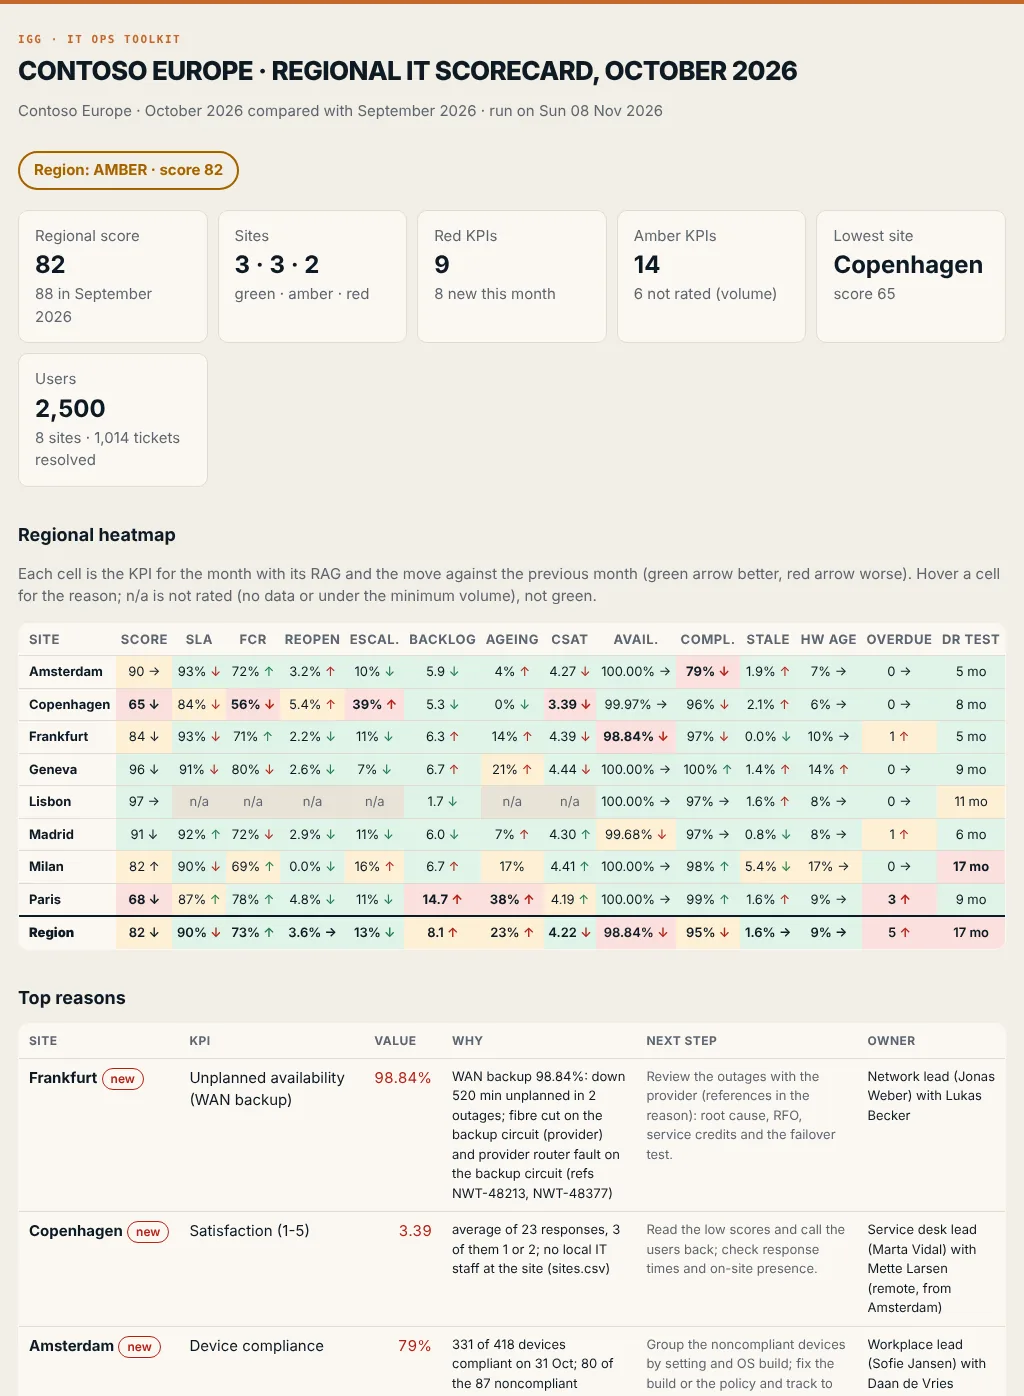 IGG · IT OPS TOOLKIT
CONTOSO EUROPE · REGIONAL IT SCORECARD, OCTOBER 2026
Contoso Europe · October 2026 compared with September 2026 · run on Sun 08 Nov 2026
Region: AMBER · score 82
Regional score
82
88 in September
2026
Sites
3 · 3 · 2
green · amber · red
Red KPIs
9
8 new this month
Amber KPIs
14
6 not rated (volume)
Lowest site
Copenhagen
score 65
Users
2,500
8 sites · 1,014 tickets
resolved
Regional heatmap
Each cell is the KPI for the month with its RAG and the move against the previous month (green arrow better, red arrow worse). Hover a cell
for the reason; n/a is not rated (no data or under the minimum volume), not green.
SITE SCORE SLA FCR REOPEN ESCAL. BACKLOG AGEING CSAT AVAIL. COMPL. STALE HW AGE OVERDUE DR TEST
Amsterdam 90 → 93% ↓ 72% ↑ 3.2% ↑ 10% ↓ 5.9 ↓ 4% ↑ 4.27 ↓ 100.00% → 79% ↓ 1.9% ↑ 7% → 0 → 5 mo
Copenhagen 65 ↓ 84% ↓ 56% ↓ 5.4% ↑ 39% ↑ 5.3 ↓ 0% ↓ 3.39 ↓ 99.97% → 96% ↓ 2.1% ↑ 6% → 0 → 8 mo
Frankfurt 84 ↓ 93% ↓ 71% ↑ 2.2% ↓ 11% ↓ 6.3 ↑ 14% ↑ 4.39 ↓ 98.84% ↓ 97% ↓ 0.0% ↓ 10% → 1 ↑ 5 mo
Geneva 96 ↓ 91% ↓ 80% ↓ 2.6% ↓ 7% ↓ 6.7 ↑ 21% ↑ 4.44 ↓ 100.00% → 100% ↑ 1.4% ↑ 14% ↑ 0 → 9 mo
Lisbon 97 → n/a n/a n/a n/a 1.7 ↓ n/a n/a 100.00% → 97% → 1.6% ↑ 8% → 0 → 11 mo
Madrid 91 ↓ 92% ↑ 72% ↓ 2.9% ↓ 11% ↓ 6.0 ↓ 7% ↑ 4.30 ↑ 99.68% ↓ 97% → 0.8% ↓ 8% → 1 ↑ 6 mo
Milan 82 ↑ 90% ↓ 69% ↑ 0.0% ↓ 16% ↑ 6.7 ↑ 17% 4.41 ↑ 100.00% → 98% ↑ 5.4% ↓ 17% → 0 → 17 mo
Paris 68 ↓ 87% ↑ 78% ↑ 4.8% ↓ 11% ↓ 14.7 ↑ 38% ↑ 4.19 ↑ 100.00% → 99% ↑ 1.6% ↑ 9% → 3 ↑ 9 mo
Region 82 ↓ 90% ↓ 73% ↑ 3.6% → 13% ↓ 8.1 ↑ 23% ↑ 4.22 ↓ 98.84% ↓ 95% ↓ 1.6% → 9% → 5 ↑ 17 mo
Top reasons
SITE KPI VALUE WHY NEXT STEP OWNER
Frankfurt new
Unplanned availability
(WAN backup)
98.84%
WAN backup 98.84%: down
520 min unplanned in 2
outages; fibre cut on the
backup circuit (provider)
and provider router fault on
the backup circuit (refs
NWT-48213, NWT-48377)
Review the outages with the
provider (references in the
reason): root cause, RFO,
service credits and the failover
test.
Network lead (Jonas
Weber) with Lukas
Becker
Copenhagen new
Satisfaction (1-5)
3.39
average of 23 responses, 3
of them 1 or 2; no local IT
staff at the site (sites.csv)
Read the low scores and call the
users back; check response
times and on-site presence.
Service desk lead
(Marta Vidal) with
Mette Larsen
(remote, from
Amsterdam)
Amsterdam new
Device compliance
79%
331 of 418 devices
compliant on 31 Oct; 80 of
the 87 noncompliant
Group the noncompliant devices
by setting and OS build; fix the
build or the policy and track to
Workplace lead
(Sofie Jansen) with
Daan de Vries